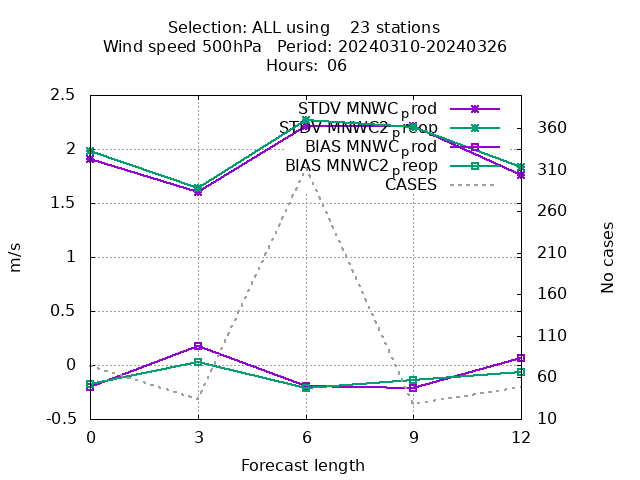 Selection: ALL using 23 stations
Wind speed 500hPa Period: 20240310-20240326
Hours: 06
STDV MNWC_prod
STDV MNWC2_preop
BIAS MNWC_prod
BIAS MNWC2_preop
CASES
2.5
2
1.5
1
0.5
0
-0.5
360
310
260
210
160
110
60
10
m/s
No cases
0 3 6 9 12
Forecast length